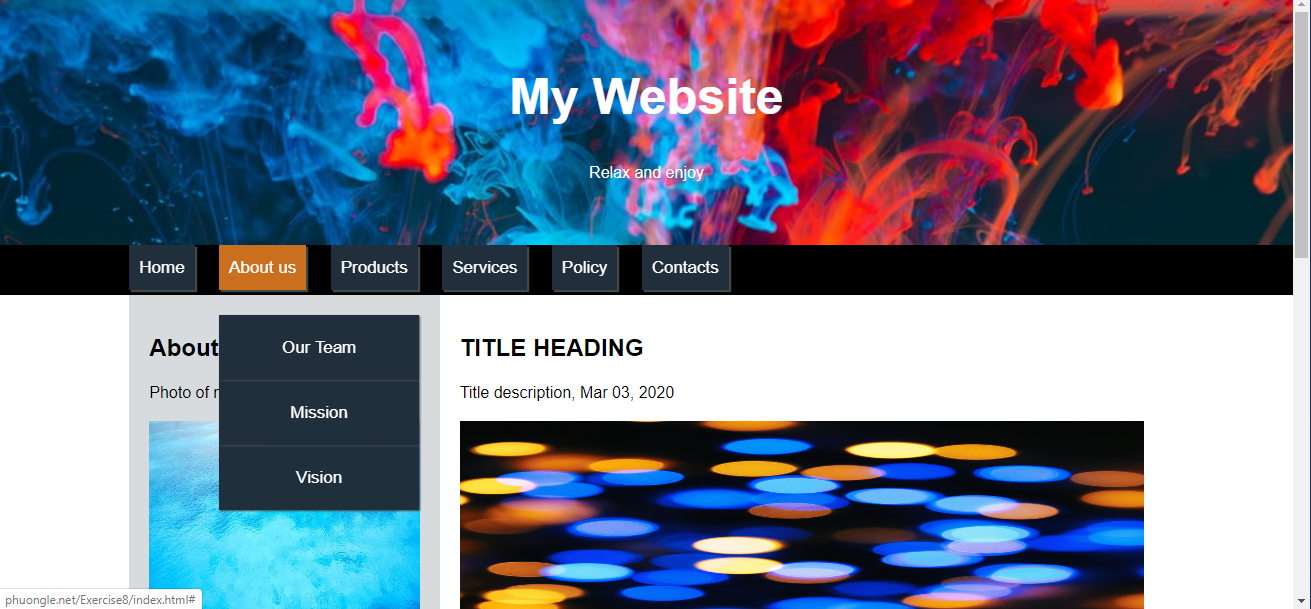 My Website
Relax and enjoy
Home About us Products Services Policy Contacts
About
Photo of
Our Team
Mission
Vision
TITLE HEADING
Title description, Mar 03, 2020
phuongle.net/Exercise8/index.html#